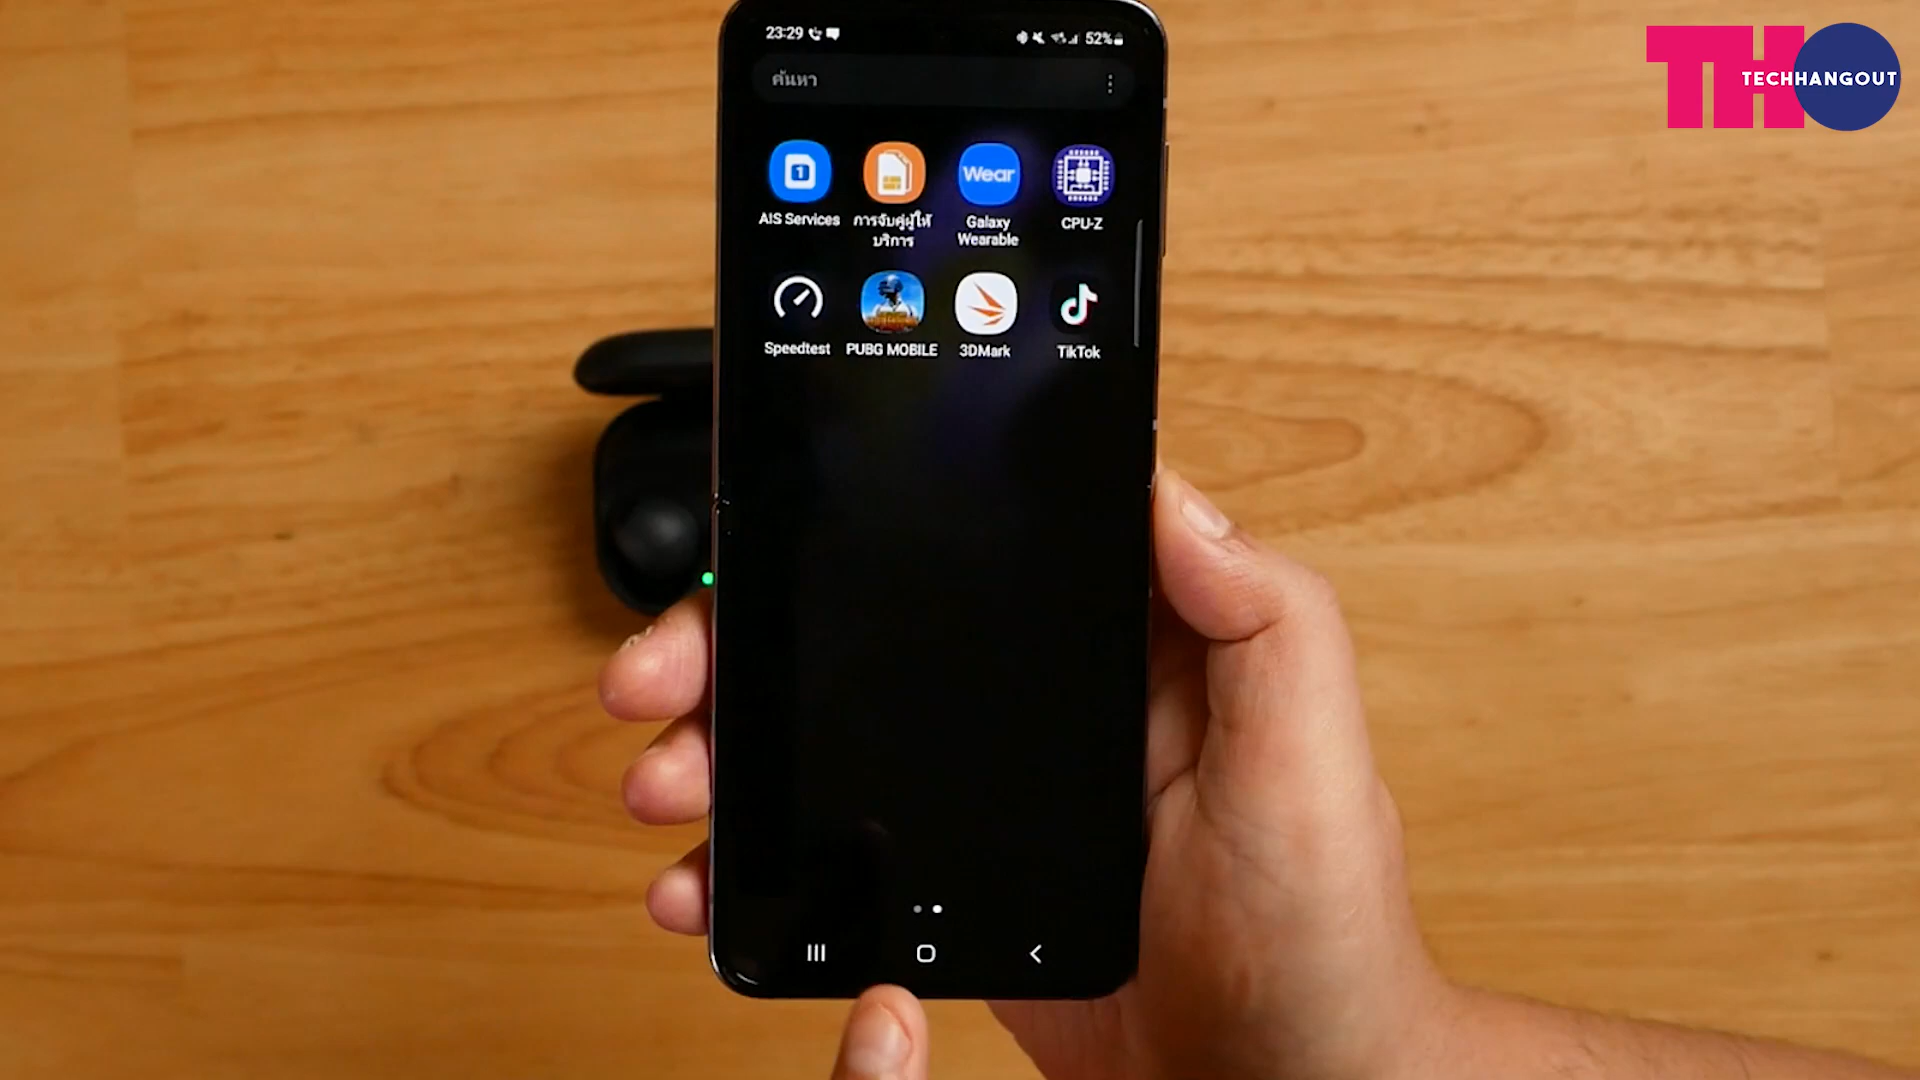 23:29
52%
TECHHANGOUT
ค้นหา
1
Wear
AIS Services
การจับคู่ผู้ให้
บริการ
Galaxy
Wearable
CPU-Z
Speedtest
PUBG MOBILE
3DMark
TikTok